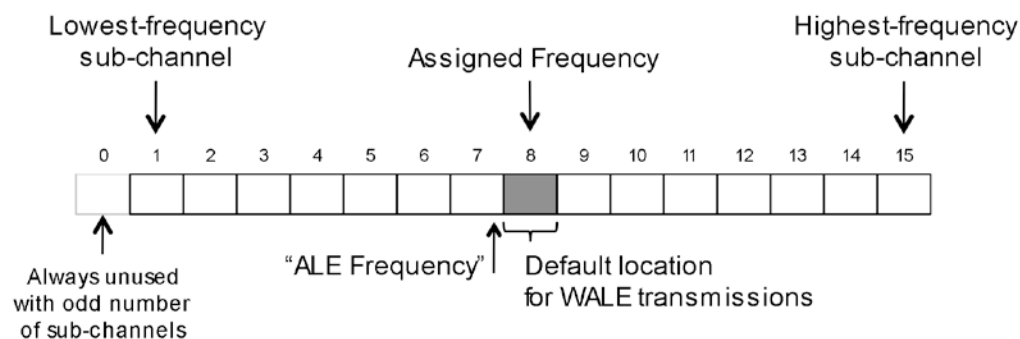 Lowest-frequency
sub-channel
Assigned Frequency
Highest-frequency
sub-channel
0 1 2 3 4 5 6 7 8 9 10 11 12 13 14 15
Always unused
with odd number
of sub-channels
“ALE Frequency”
Default location
for WALE transmissions